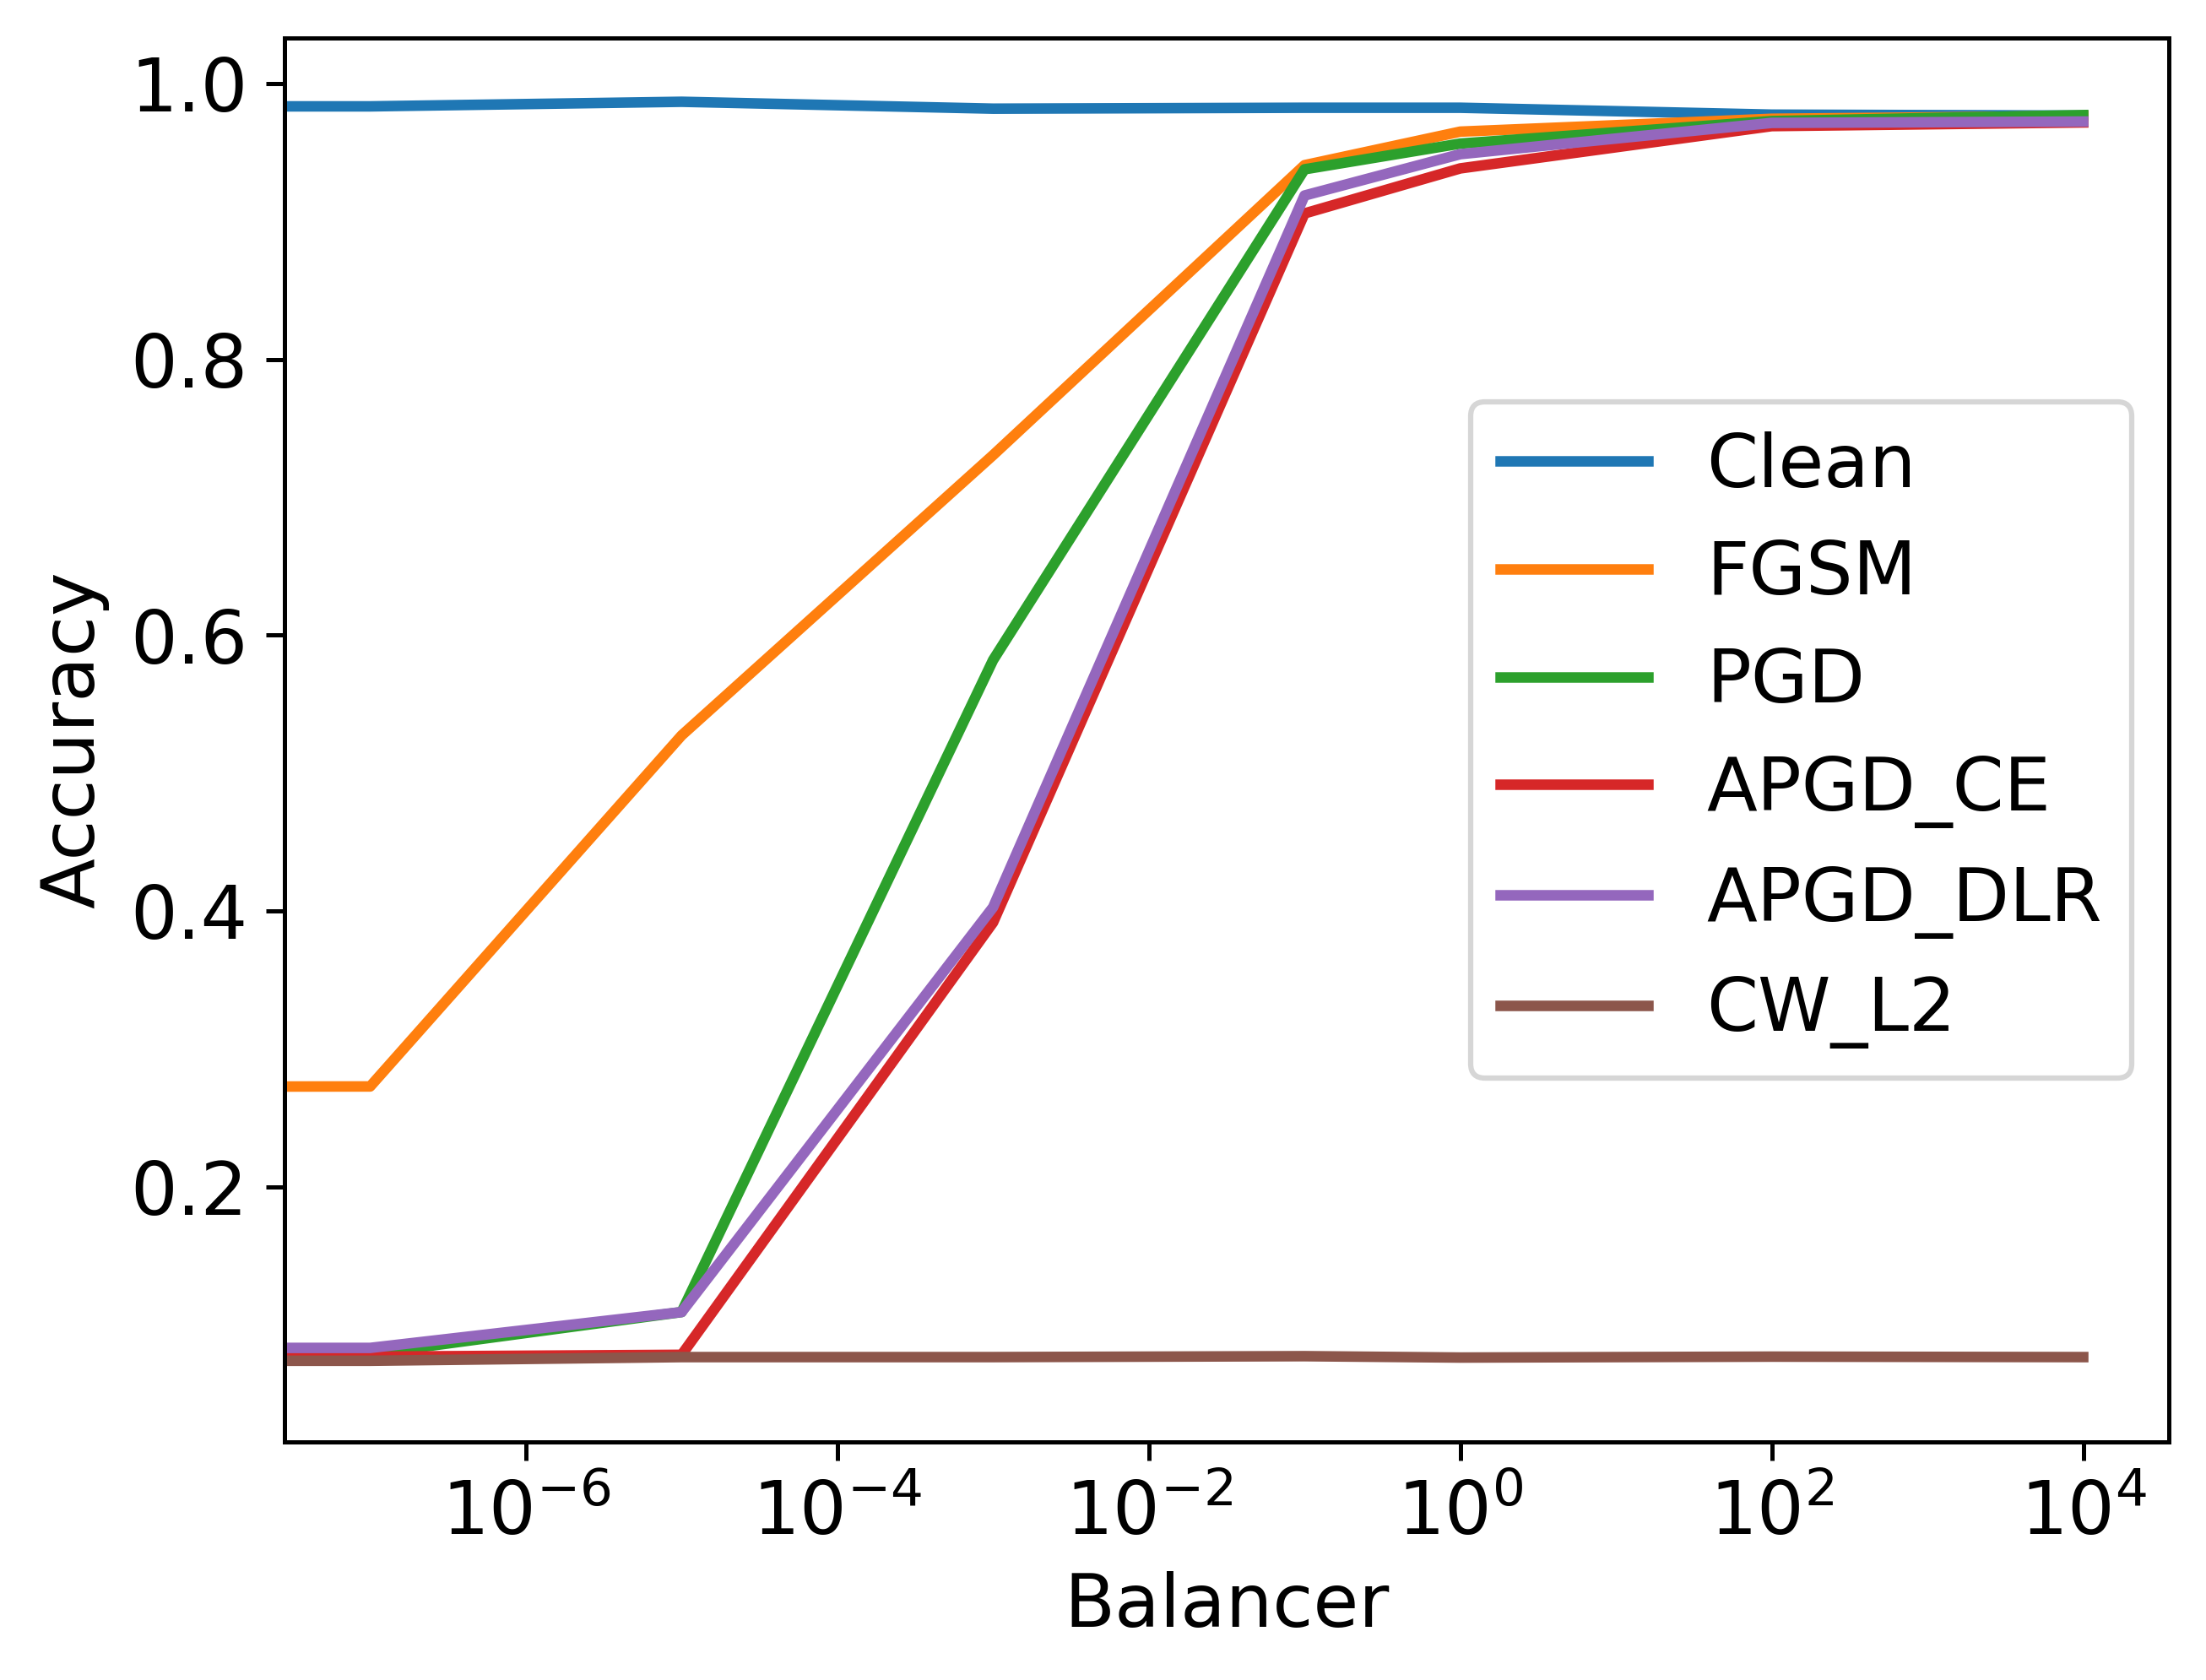 1.0
0.8
0.6
0.4
0.2
Accuracy
Clean
FGSM
PGD
APGD_CE
APGD_DLR
CW_L2
10⁻⁶ 10⁻⁴ 10⁻² 10⁰ 10² 10⁴
Balancer